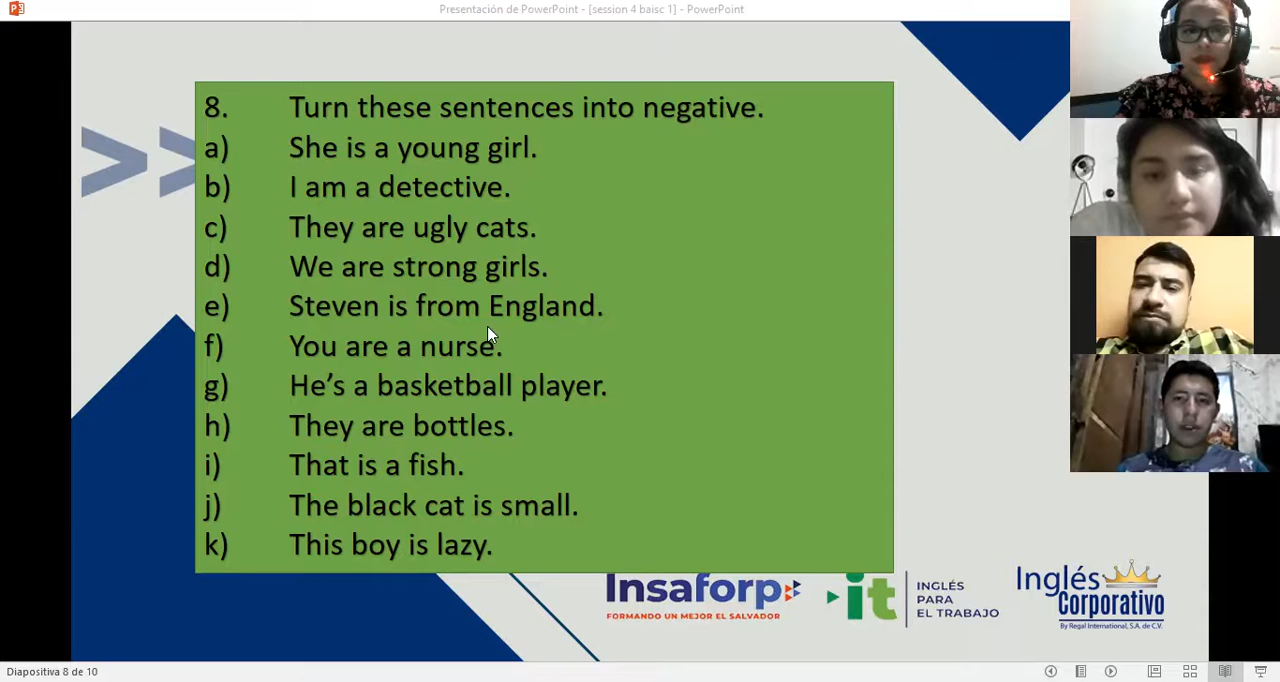 Presentación de PowerPoint - [session 4 baisc 1] - PowerPoint
8. Turn these sentences into negative.
a) She is a young girl.
b) I am a detective.
c) They are ugly cats.
d) We are strong girls.
e) Steven is from England.
f) You are a nurse.
g) He's a basketball player.
h) They are bottles.
i) That is a fish.
j) The black cat is small.
k) This boy is lazy.
Insaforp
FORMANDO UN MEJOR EL SALVADOR
it
INGLÉS
PARA
EL TRABAJO
Inglés
Corporativo
By Regal International, S.A. de C.V.
Diapositiva 8 de 10